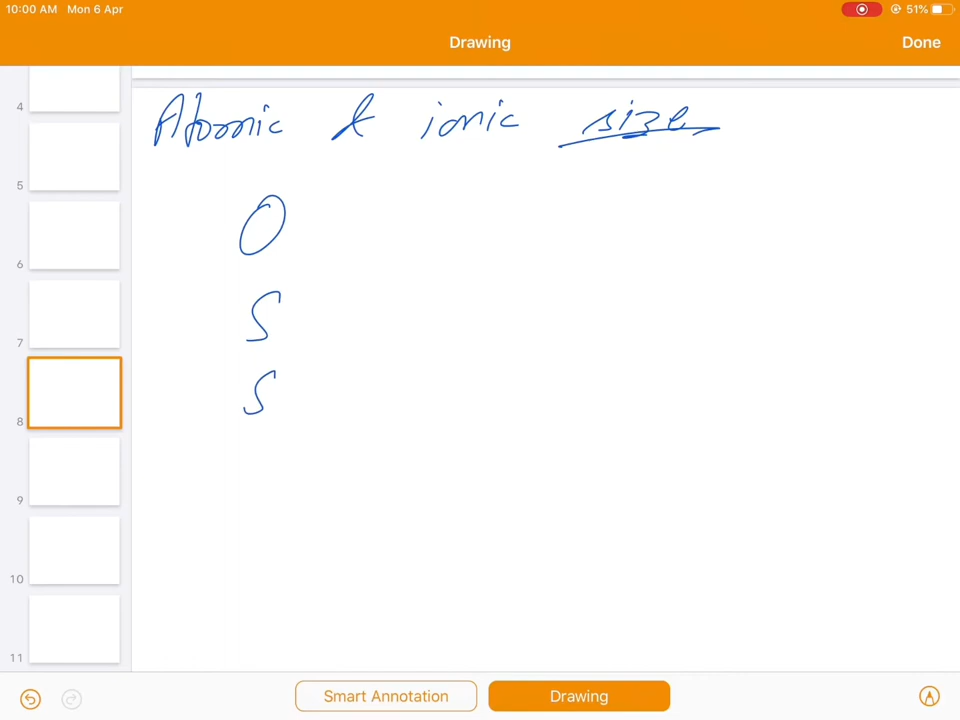 10:00 AM Mon 6 Apr
51%
Drawing
Done
4
Atomic & ionic size
5
O
6
S
7
S
8
9
10
11
Smart Annotation
Drawing